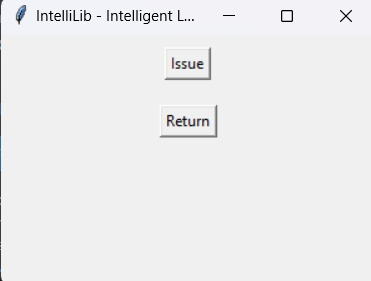 IntelliLib - Intelligent L...
Issue
Return